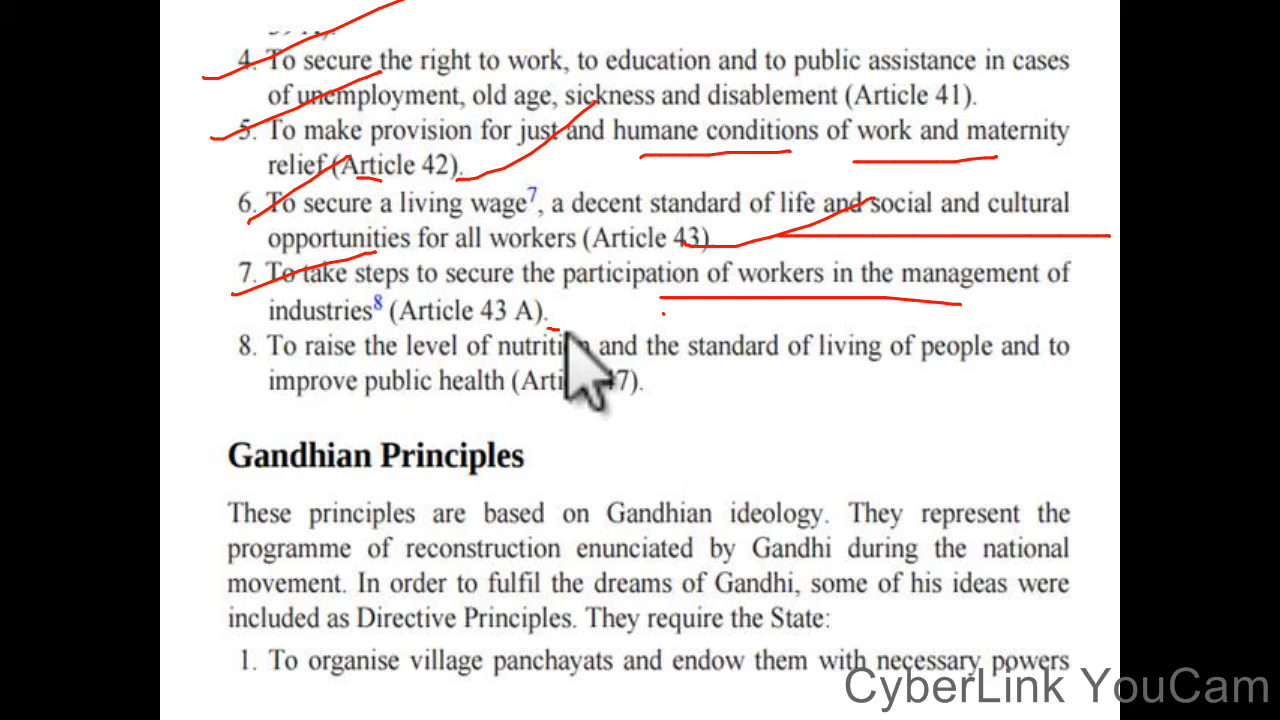 4. To secure the right to work, to education and to public assistance in cases
of unemployment, old age, sickness and disablement (Article 41).
5. To make provision for just and humane conditions of work and maternity
relief (Article 42).
6. To secure a living wage7, a decent standard of life and social and cultural
opportunities for all workers (Article 43).
7. To take steps to secure the participation of workers in the management of
industries8 (Article 43 A).
8. To raise the level of and the standard of living of people and to
improve public health
Gandhian Principles
These principles are based on Gandhian ideology. They represent the
programme of reconstruction enunciated by Gandhi during the national
movement. In order to fulfil the dreams of Gandhi, some of his ideas were
included as Directive Principles. They require the State:
1. To organise village panchayats and endow them with necessary powers
CyberLink YouCam